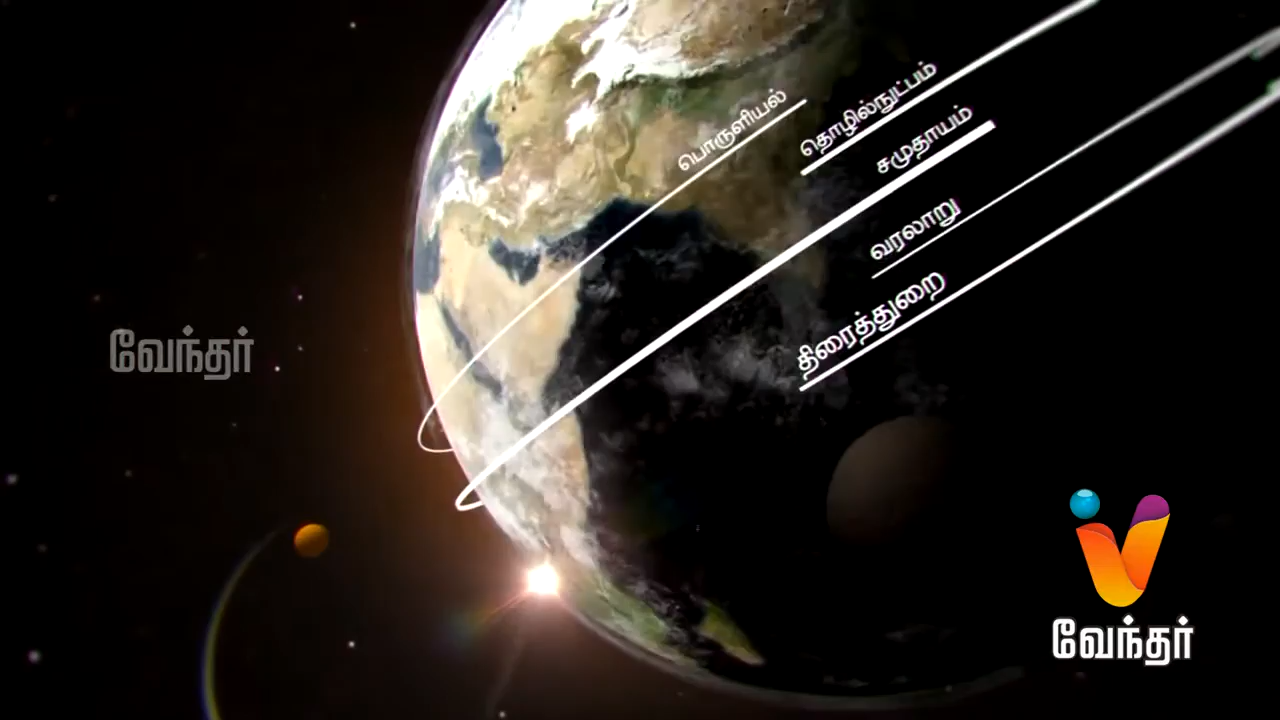 பொருளியல்
தொழில்நுட்பம்
சமுதாயம்
வரலாறு
திரைத்துறை
வேந்தர்
வேந்தர்